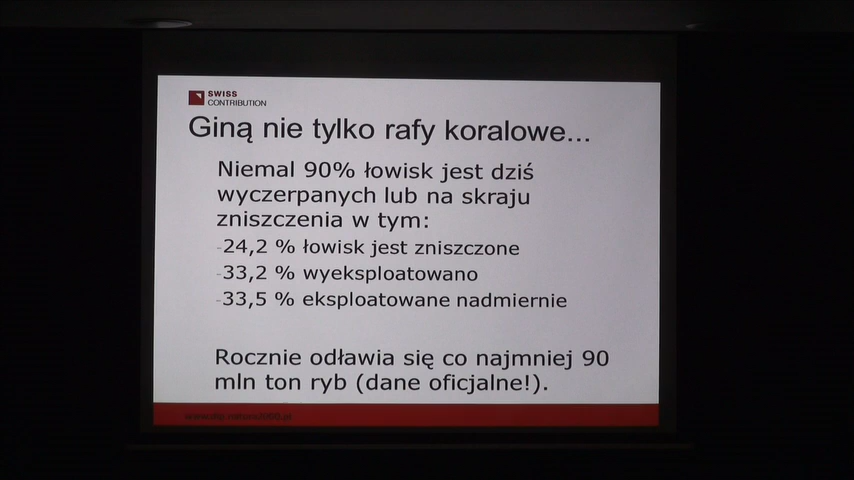 SWISS
CONTRIBUTION
Giną nie tylko rafy koralowe...
Niemal 90% łowisk jest dziś
wyczerpanych lub na skraju
zniszczenia w tym:
-24,2 % łowisk jest zniszczone
-33,2 % wyeksploatowano
-33,5 % eksploatowane nadmiernie
Rocznie odławia się co najmniej 90
mln ton ryb (dane oficjalne!).